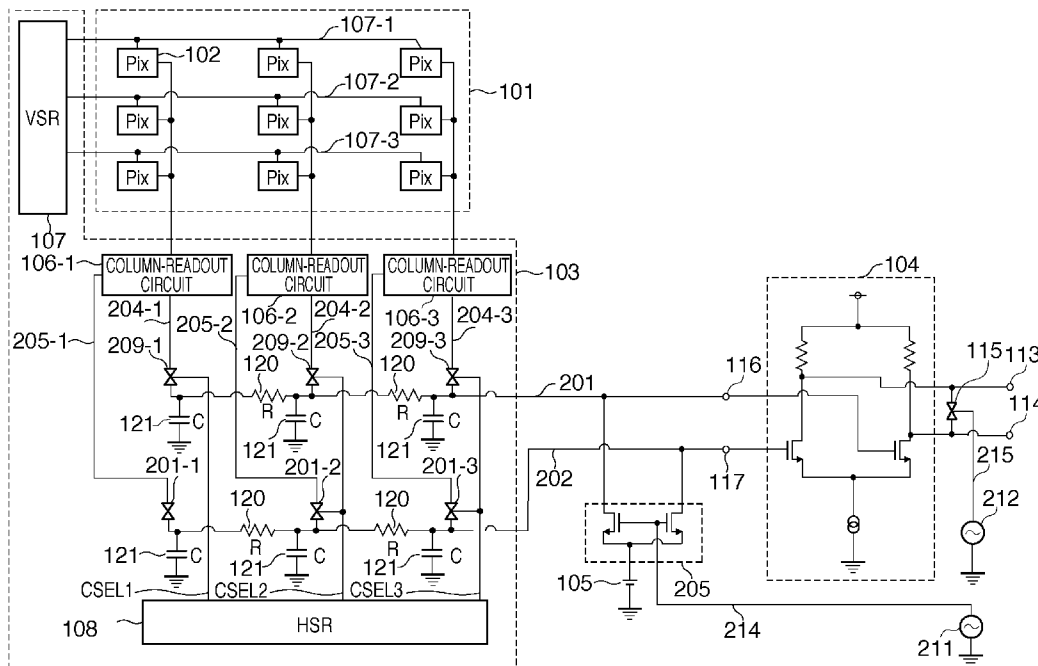 107-1
Pix
102
Pix
Pix
107-2
101
VSR
Pix
Pix
Pix
107-3
Pix
Pix
Pix
107
106-1
COLUMN-READOUT
CIRCUIT
COLUMN-READOUT
CIRCUIT
COLUMN-READOUT
CIRCUIT
103
104
204-1
205-2
106-2
204-2
205-3
106-3
204-3
205-1
209-1
209-2
209-3
115
113
120
120
201
116
R
R
114
121
C
121
C
121
C
201-1
201-2
201-3
202
117
215
120
120
212
121
C
R
121
C
R
121
C
105
205
CSEL1
CSEL2
CSEL3
108
HSR
214
211